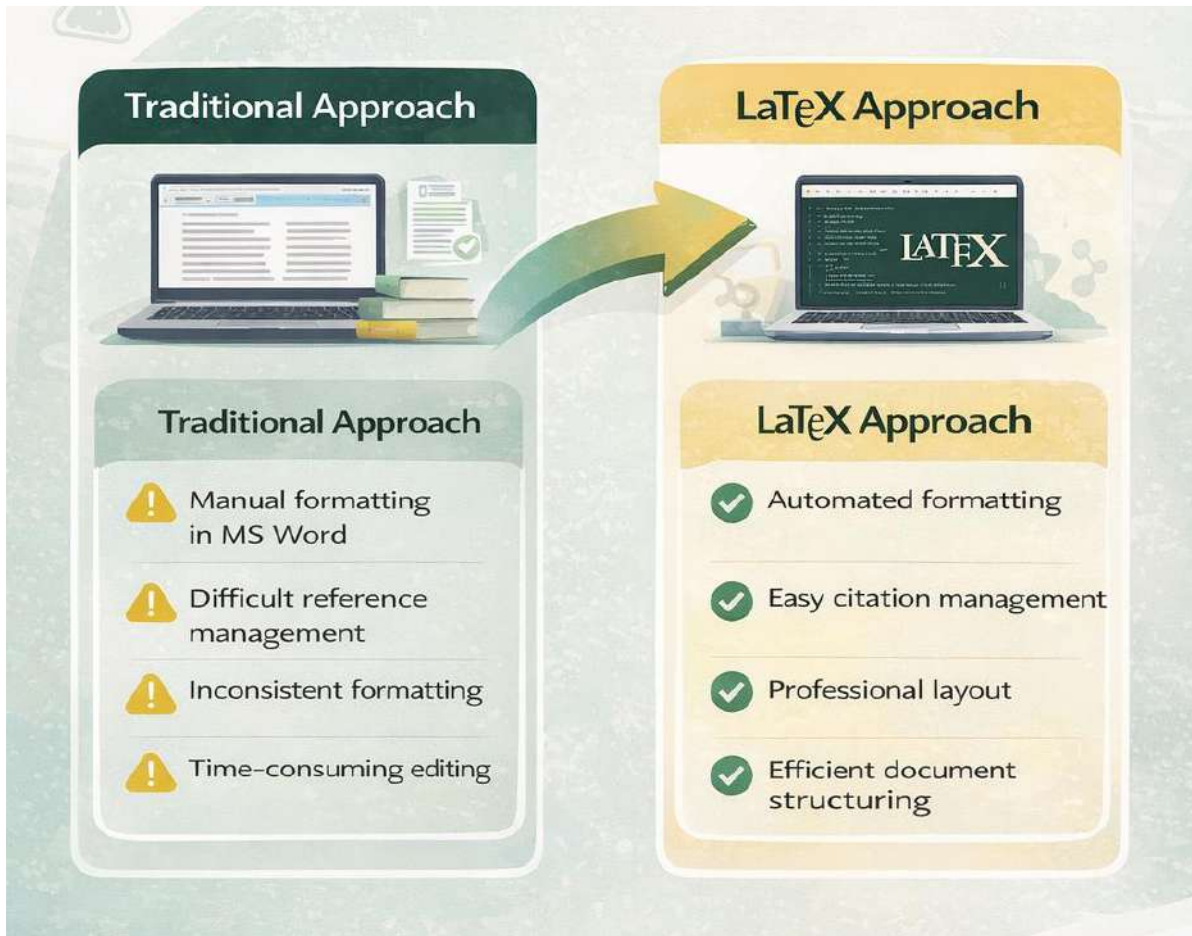 Traditional Approach
Traditional Approach
Manual formatting
in MS Word
Difficult reference
management
Inconsistent formatting
Time-consuming editing
LaTeX Approach
LATEX
LaTeX Approach
Automated formatting
Easy citation management
Professional layout
Efficient document
structuring